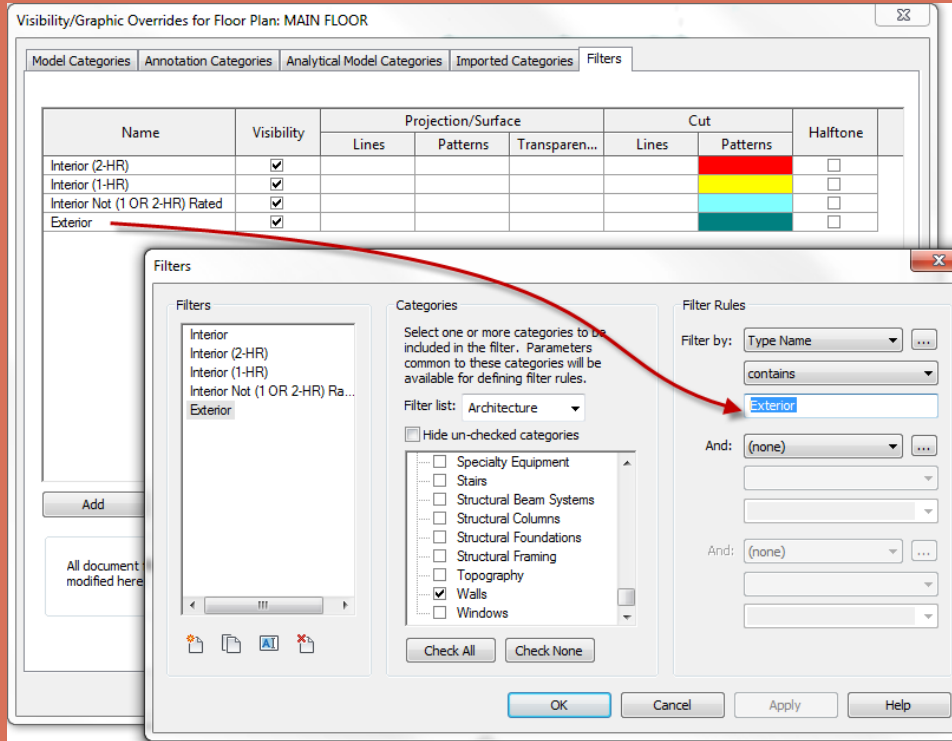 Visibility/Graphic Overrides for Floor Plan: MAIN FLOOR
Model Categories Annotation Categories Analytical Model Categories Imported Categories Filters
Name Visibility Projection/Surface Cut Halftone
Lines Patterns Transparen... Lines Patterns
Interior (2-HR)
Interior (1-HR)
Interior Not (1 OR 2-HR) Rated
Exterior
Add
All document
modified here
Filters
Filters
Interior
Interior (2-HR)
Interior (1-HR)
Interior Not (1 OR 2-HR) Ra...
Exterior
Categories
Select one or more categories to be
included in the filter. Parameters
common to these categories will be
available for defining filter rules.
Filter list: Architecture
Hide un-checked categories
Specialty Equipment
Stairs
Structural Beam Systems
Structural Columns
Structural Foundations
Structural Framing
Topography
Walls
Windows
Check All Check None
Filter Rules
Filter by: Type Name ...
contains
Exterior
And: (none) ...
And: (none) ...
OK Cancel Apply Help